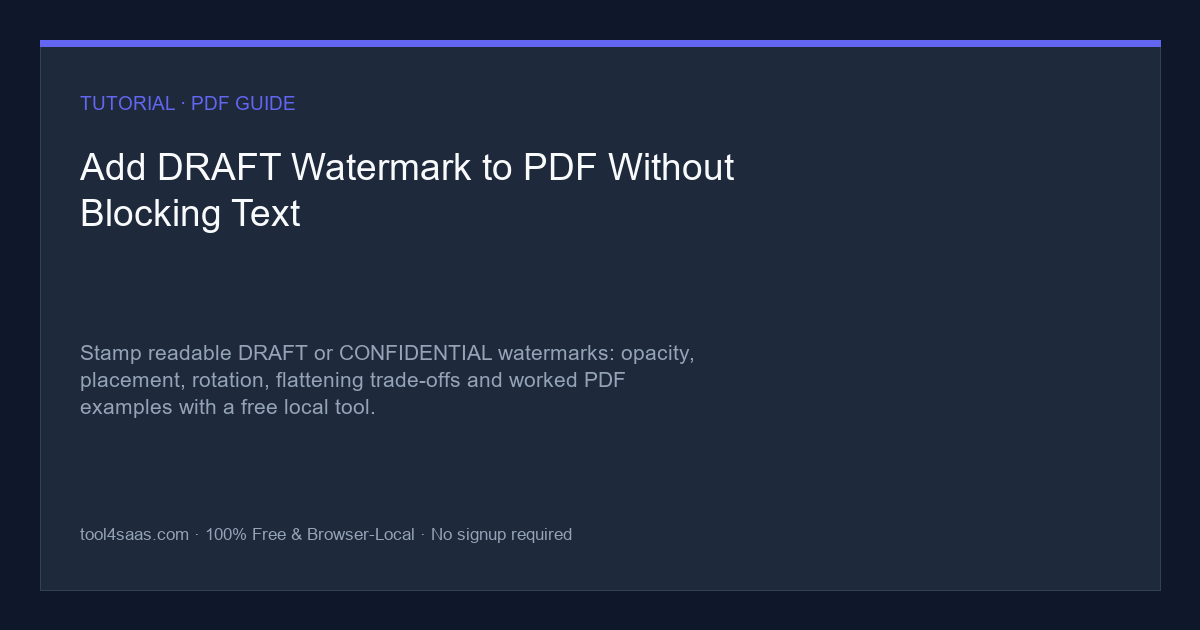 TUTORIAL · PDF GUIDE
Add DRAFT Watermark to PDF Without
Blocking Text
Stamp readable DRAFT or CONFIDENTIAL watermarks: opacity,
placement, rotation, flattening trade-offs and worked PDF
examples with a free local tool.
tool4saas.com · 100% Free & Browser-Local · No signup required